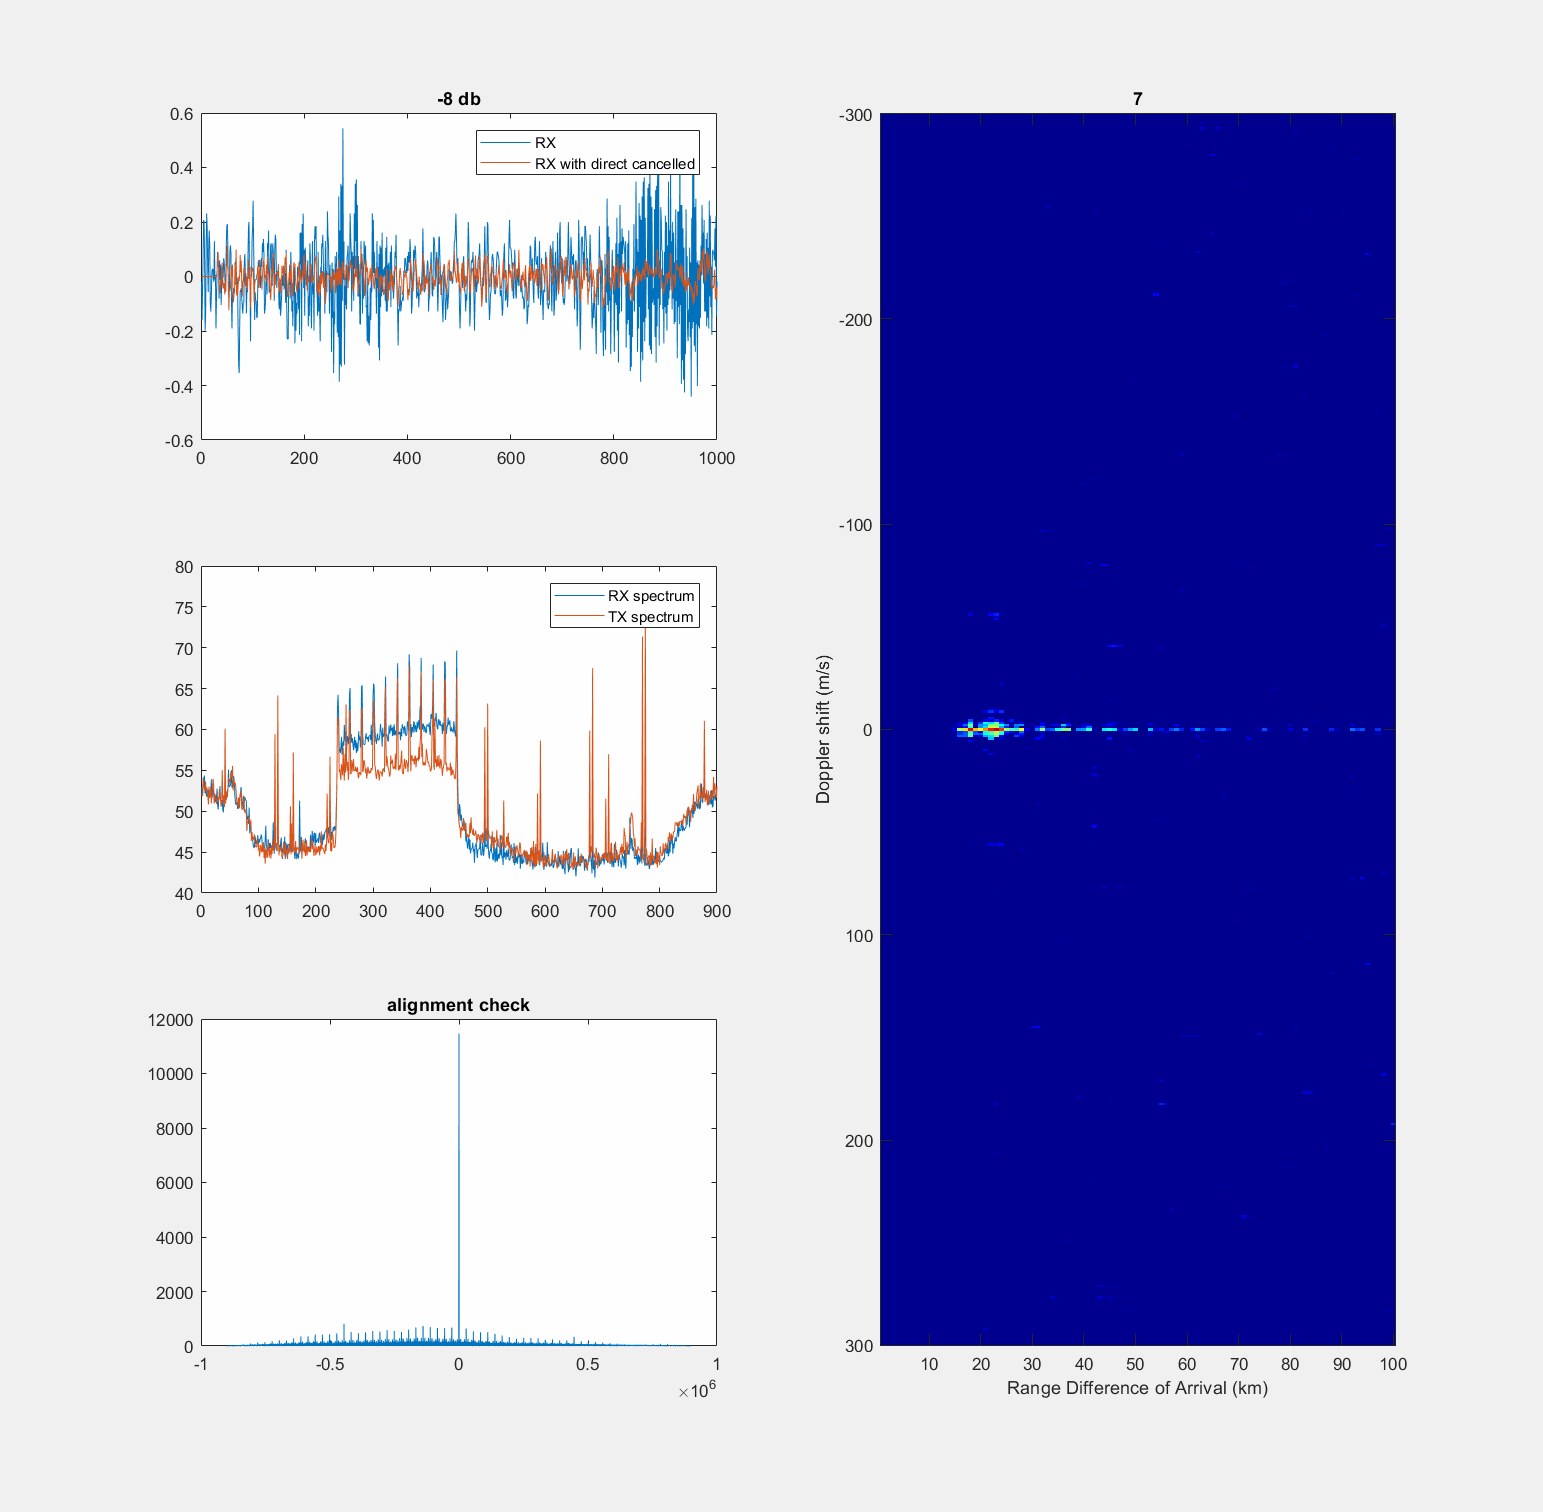 -8 db
0.6
0.4
0.2
0
-0.2
-0.4
-0.6
0 200 400 600 800 1000
RX
RX with direct cancelled
80
75
70
65
60
55
50
45
40
0 100 200 300 400 500 600 700 800 900
RX spectrum
TX spectrum
alignment check
12000
10000
8000
6000
4000
2000
0
-1 -0.5 0 0.5 1
×10⁶
7
-300
-200
-100
0
100
200
300
Doppler shift (m/s)
10 20 30 40 50 60 70 80 90 100
Range Difference of Arrival (km)